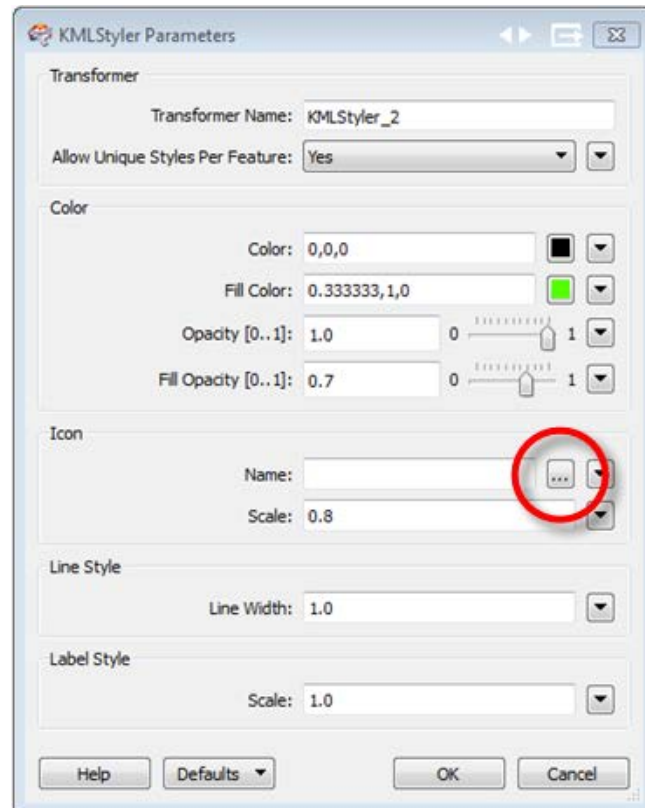 KMLStyler Parameters
Transformer
Transformer Name: KMLStyler_2
Allow Unique Styles Per Feature: Yes
Color
Color: 0,0,0
Fill Color: 0.333333,1,0
Opacity [0..1]: 1.0 0 1
Fill Opacity [0..1]: 0.7 0 1
Icon
Name: ...
Scale: 0.8
Line Style
Line Width: 1.0
Label Style
Scale: 1.0
Help Defaults OK Cancel